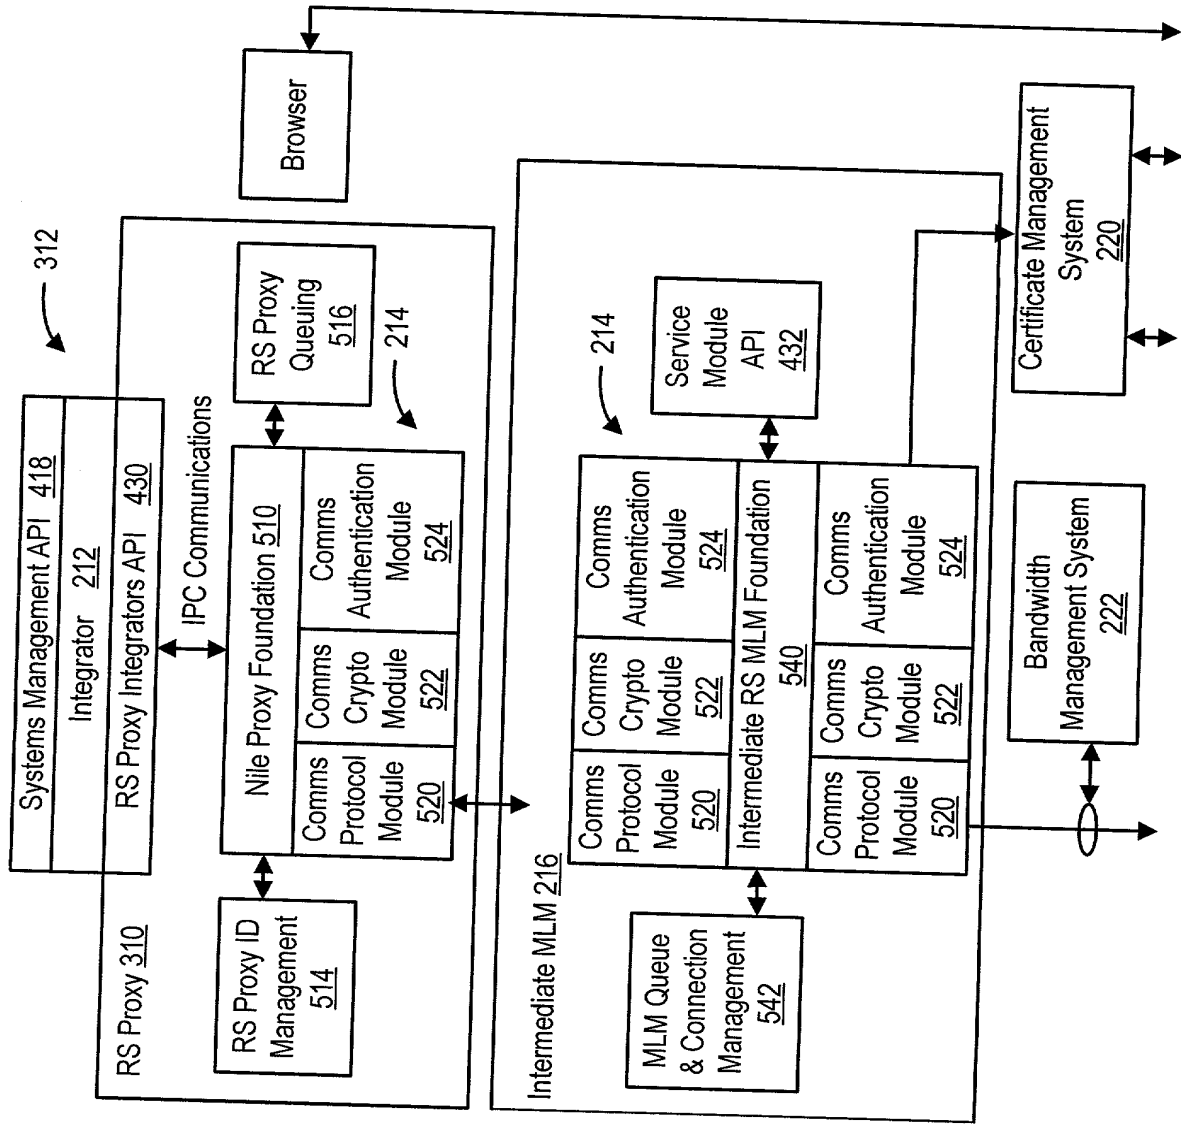 312
Systems Management API 418
Integrator 212
RS Proxy Integrators API 430
RS Proxy 310
IPC Communications
Browser
RS Proxy ID
Management
514
Nile Proxy Foundation 510
RS Proxy
Queuing
516
Comms
Protocol
Module
520
Comms
Crypto
Module
522
Comms
Authentication
Module
524
214
Intermediate MLM 216
214
Comms
Protocol
Module
520
Comms
Crypto
Module
522
Comms
Authentication
Module
524
MLM Queue
& Connection
Management
542
Intermediate RS MLM Foundation
540
Service
Module
API
432
Comms
Protocol
Module
520
Comms
Crypto
Module
522
Comms
Authentication
Module
524
Bandwidth
Management System
222
Certificate Management
System
220